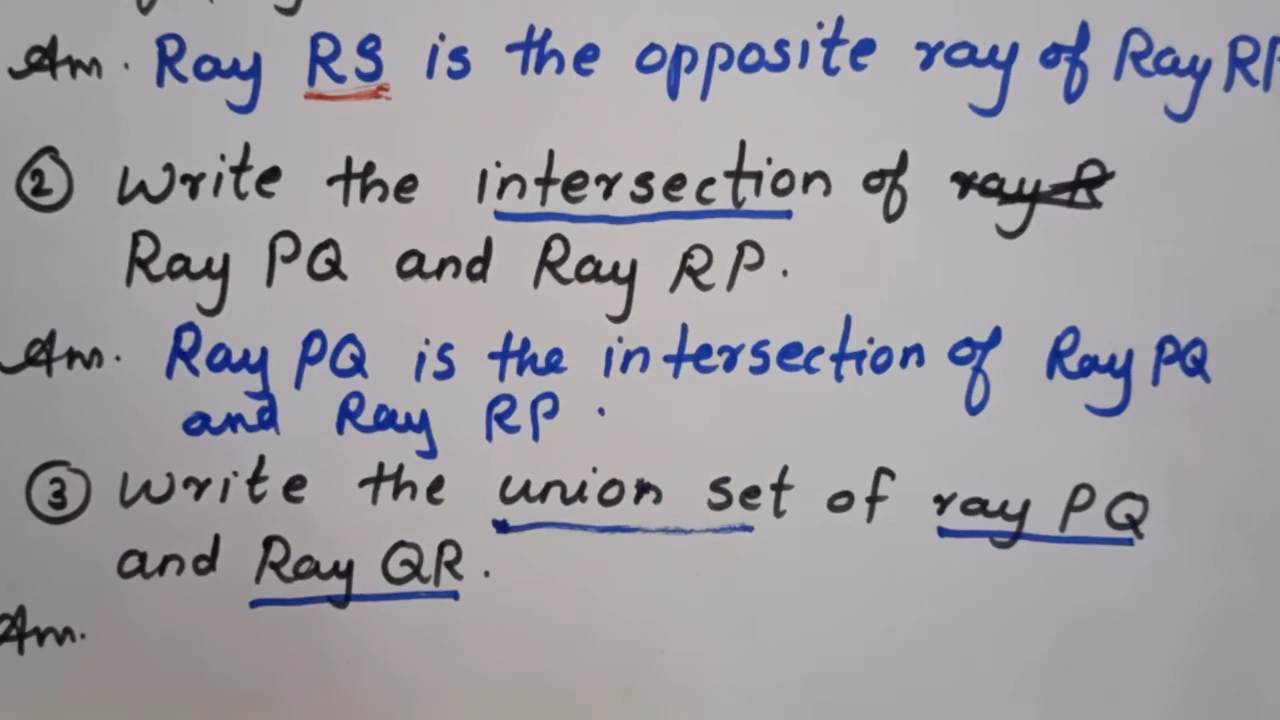 Ans. Ray RS is the opposite ray of Ray RP
② Write the intersection of ray R
Ray PQ and Ray RP.
Ans. Ray PQ is the intersection of Ray PQ
and Ray RP.
③ Write the union set of ray PQ
and Ray QR.
Ans.